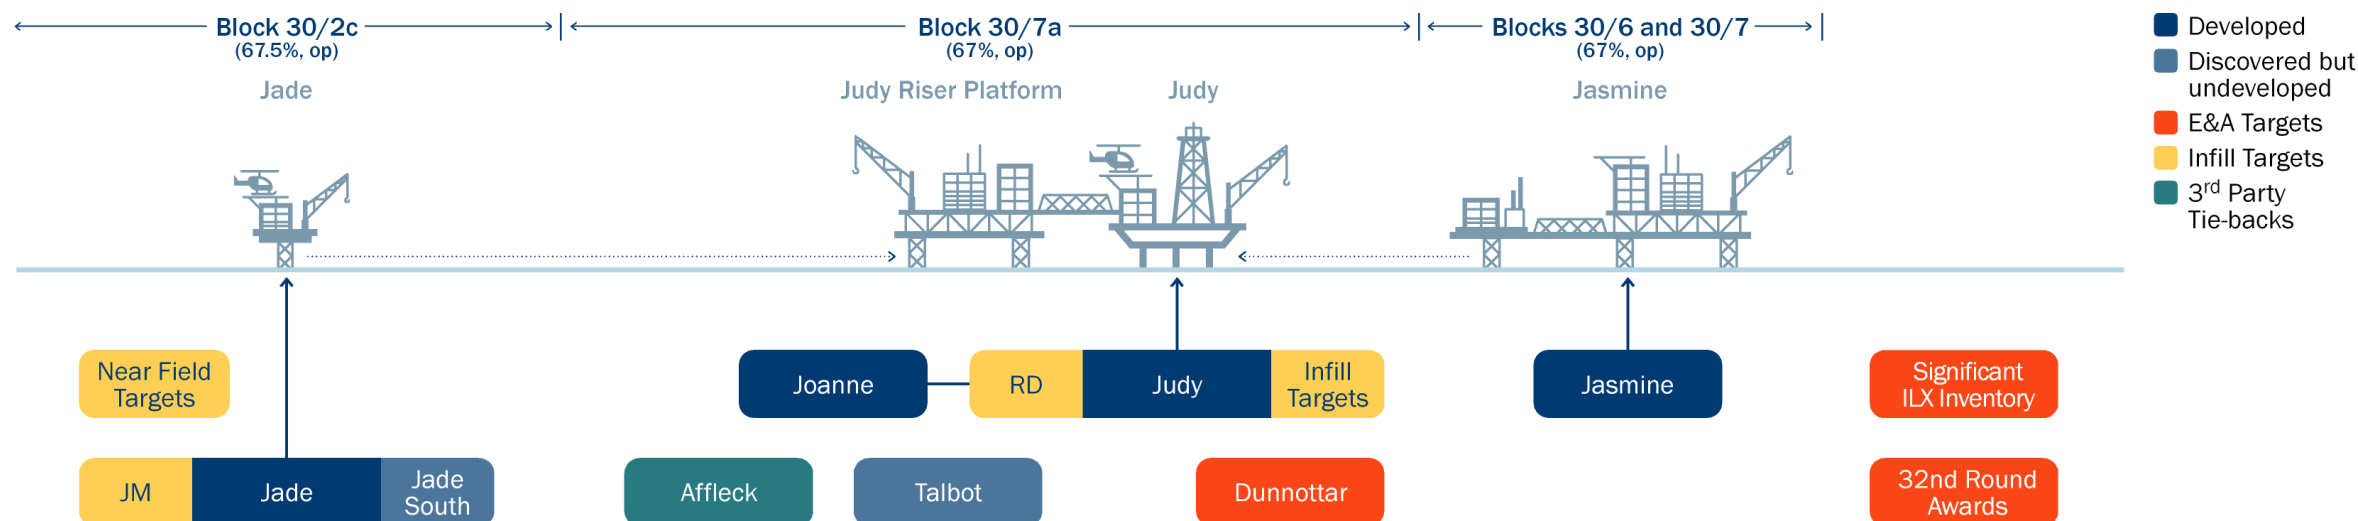 Block 30/2c
(67.5%, op)
Block 30/7a
(67%, op)
Blocks 30/6 and 30/7
(67%, op)
Jade
Judy Riser Platform
Judy
Jasmine
Developed
Discovered but
undeveloped
E&A Targets
Infill Targets
3rd Party
Tie-backs
Near Field
Targets
Joanne
RD
Judy
Infill
Targets
Jasmine
Significant
ILX Inventory
JM
Jade
Jade
South
Affleck
Talbot
Dunnottar
32nd Round
Awards